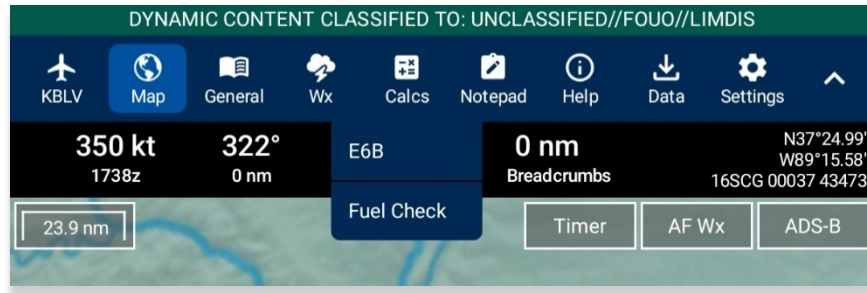 DYNAMIC CONTENT CLASSIFIED TO: UNCLASSIFIED//FOUO//LIMDIS
KBLV Map General Wx Calcs Notepad Help Data Settings
350 kt 322° E6B 0 nm N37°24.99'
W89°15.58'
1738z 0 nm Breadcrumbs 16SCG 00037 43473
23.9 nm Fuel Check Timer AF Wx ADS-B